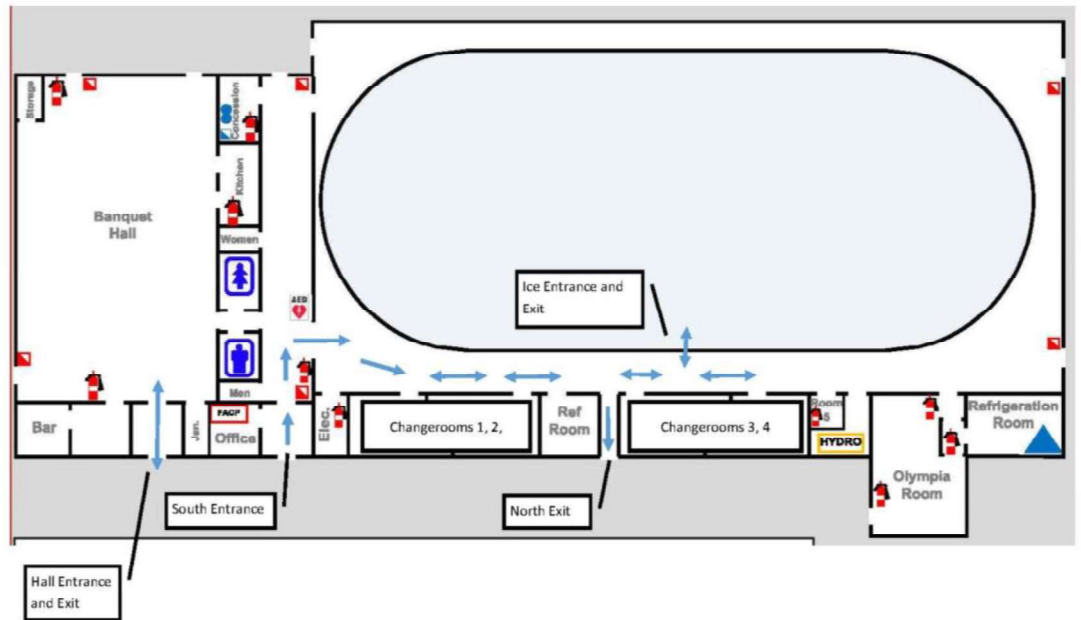 Storage
Concession
Kitchen
Banquet
Hall
Women
AED
Ice Entrance and
Exit
Men
Bar
Jan.
FACP
Office
Elec.
Changerooms 1, 2,
Ref
Room
Changerooms 3, 4
Room
5
HYDRO
Refrigeration
Room
Olympia
Room
South Entrance
North Exit
Hall Entrance
and Exit